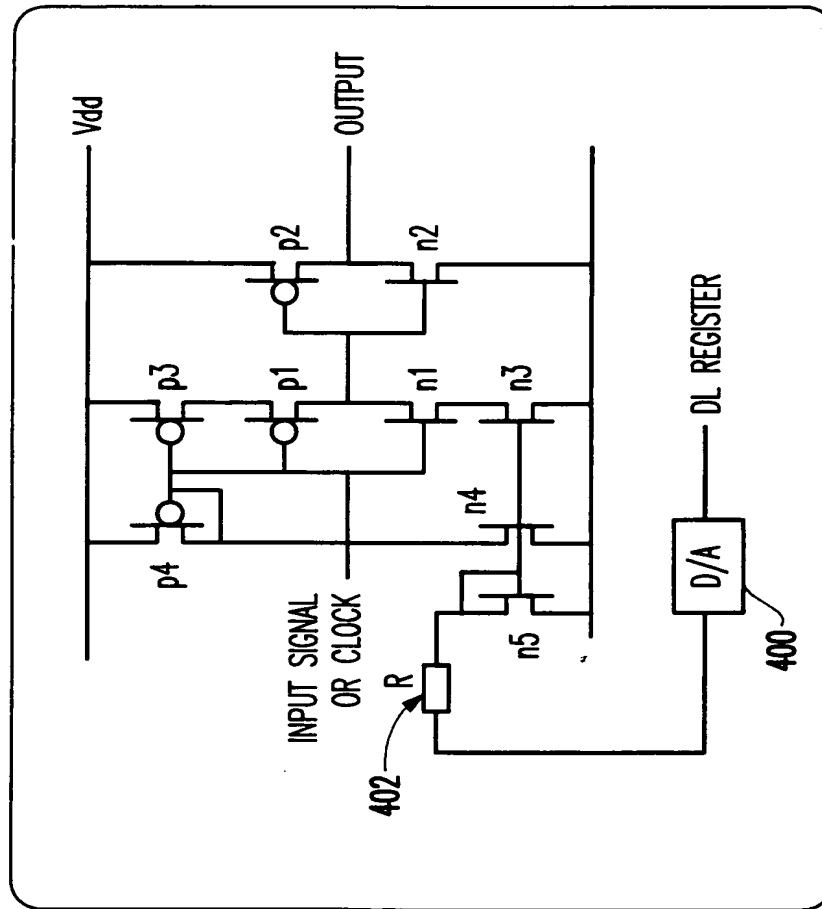 Vdd
p4
p3
p1
p2
OUTPUT
INPUT SIGNAL
OR CLOCK
n1
n2
n4
n3
n5
R
402
D/A
DL REGISTER
400